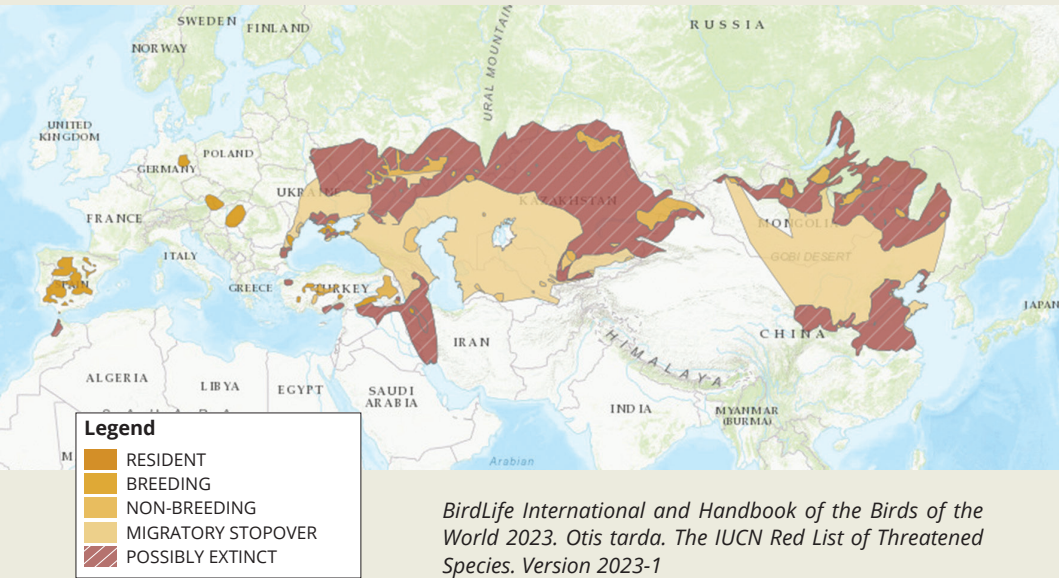 SWEDEN
FINLAND
NORWAY
RUSSIA
URAL MOUNTAIN
UNITED
KINGDOM
POLAND
GERMANY
UKRAINE
KAZAKHSTAN
MONGOLIA
FRANCE
GOBI DESERT
ITALY
SPAIN
GREECE
TURKEY
JAPAN
IRAN
CHINA
HIMALAYA
ALGERIA
LIBYA
EGYPT
SAUDI
ARABIA
INDIA
MYANMAR
(BURMA)
Arabian
Legend
RESIDENT
BREEDING
NON-BREEDING
MIGRATORY STOPOVER
POSSIBLY EXTINCT
BirdLife International and Handbook of the Birds of the
World 2023. Otis tarda. The IUCN Red List of Threatened
Species. Version 2023-1